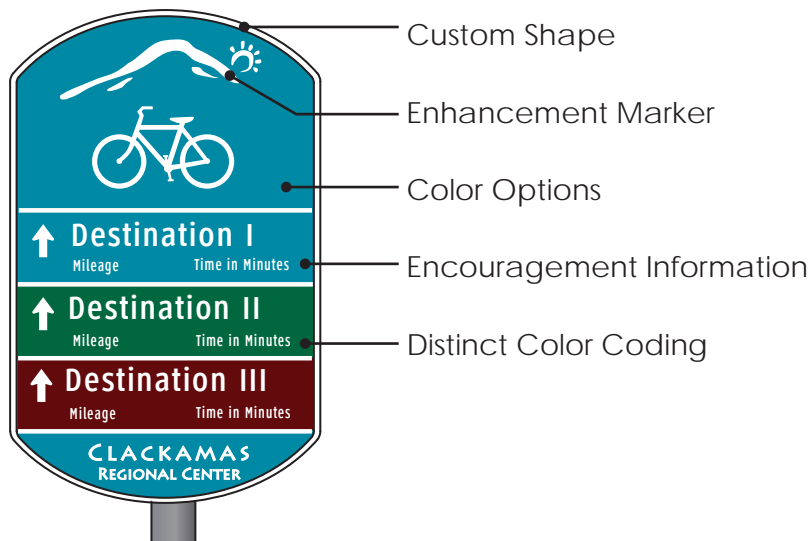 Custom Shape
Enhancement Marker
Color Options
Destination I
Mileage Time in Minutes
Encouragement Information
Destination II
Mileage Time in Minutes
Distinct Color Coding
Destination III
Mileage Time in Minutes
CLACKAMAS
REGIONAL CENTER